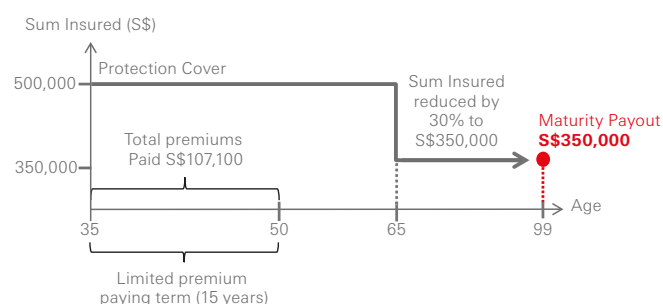 Sum Insured (S$)
Protection Cover
500,000
Sum Insured
reduced by
30% to
S$350,000
Maturity Payout
S$350,000
Total premiums
Paid S$107,100
350,000
Age
35
50
65
99
Limited premium
paying term (15 years)